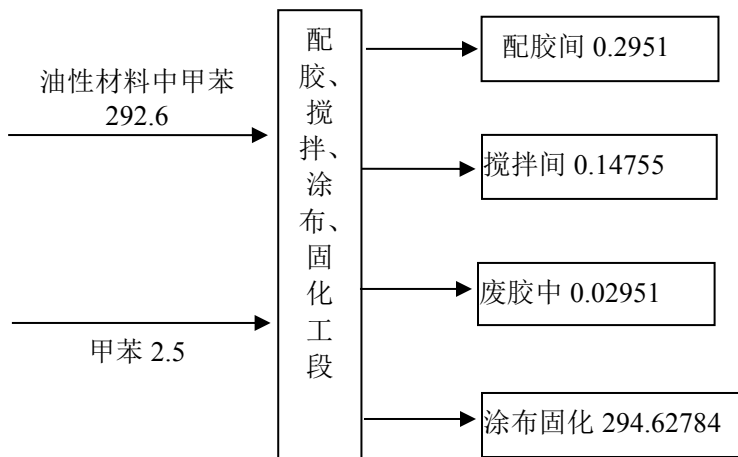 油性材料中甲苯
292.6
甲苯 2.5
配
胶、
搅
拌、
涂
布、
固
化
工
段
配胶间 0.2951
搅拌间 0.14755
废胶中 0.02951
涂布固化 294.62784